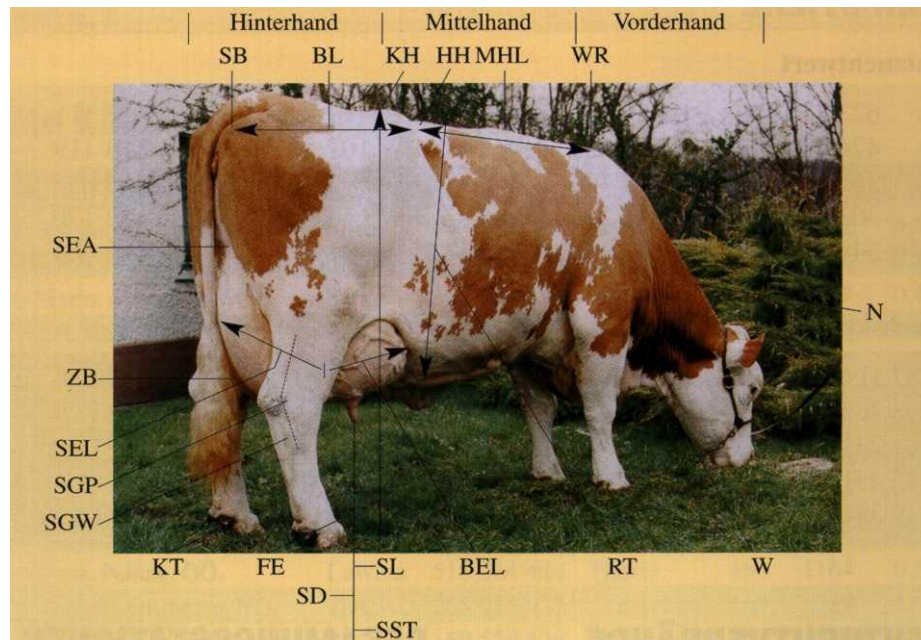 Hinterhand Mittelhand Vorderhand
SB BL KH HH MHL WR
SEA
N
ZB
SEL
SGP
SGW
KT FE SL BEL RT W
SD
SST